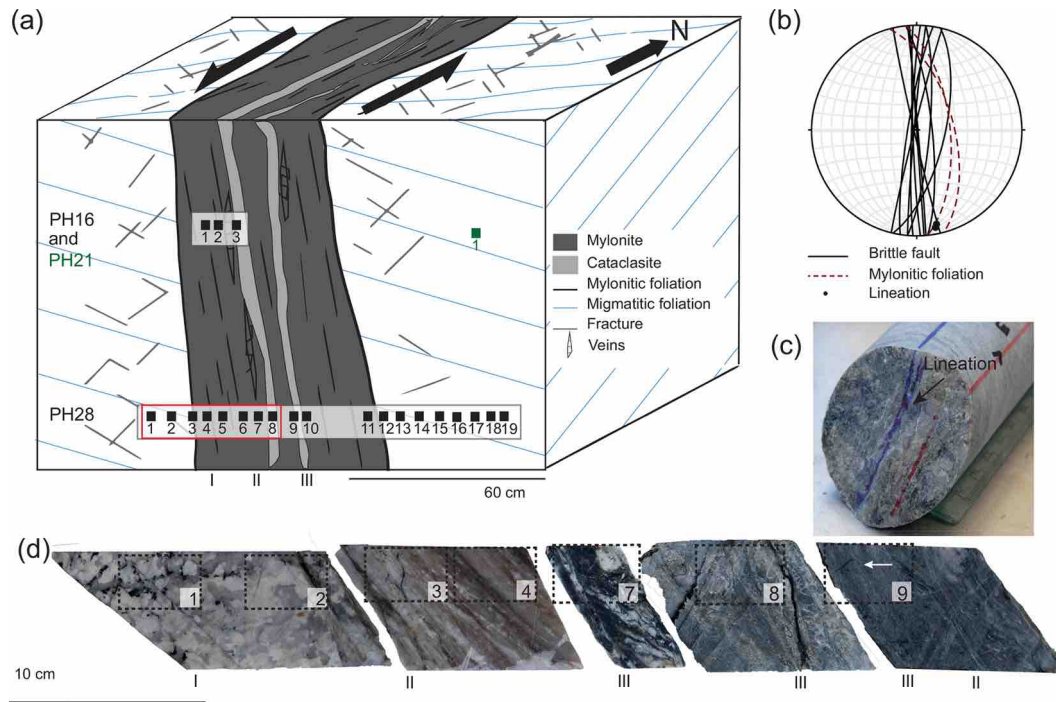 (a)
N
PH16
and
PH21
1 2 3
1
Mylonite
Cataclasite
Mylonitic foliation
Migmatitic foliation
Fracture
Veins
PH28
1 2 3 4 5 6 7 8 9 10 11 12 13 14 15 16 17 18 19
I II III
60 cm
(b)
Brittle fault
Mylonitic foliation
Lineation
(c)
Lineation
(d)
1 2 3 4 7 8 9
10 cm
I II III III III II